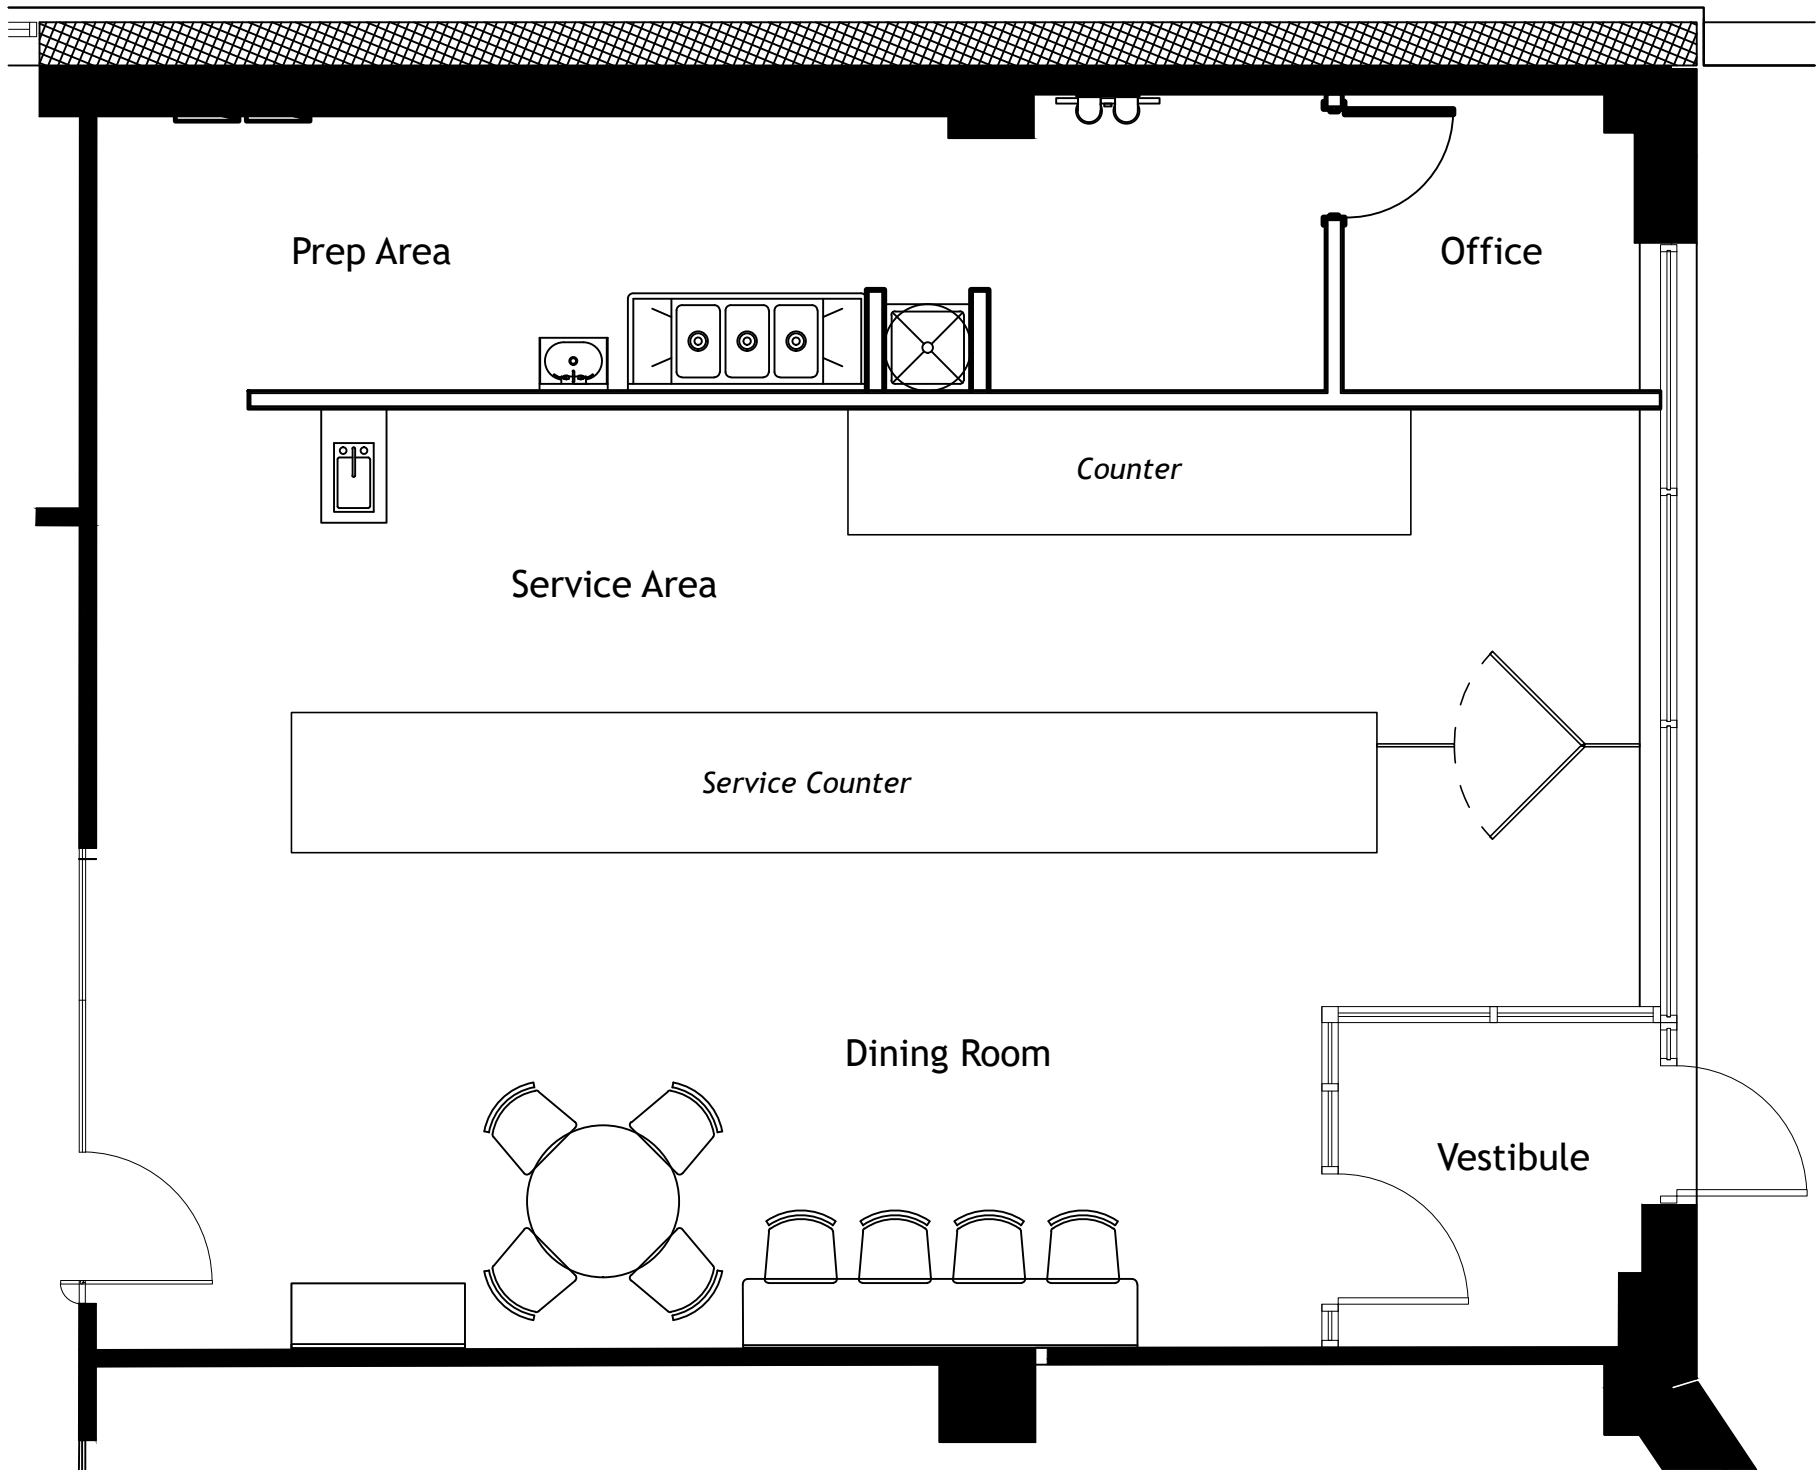 Prep Area
Office
Counter
Service Area
Service Counter
Dining Room
Vestibule